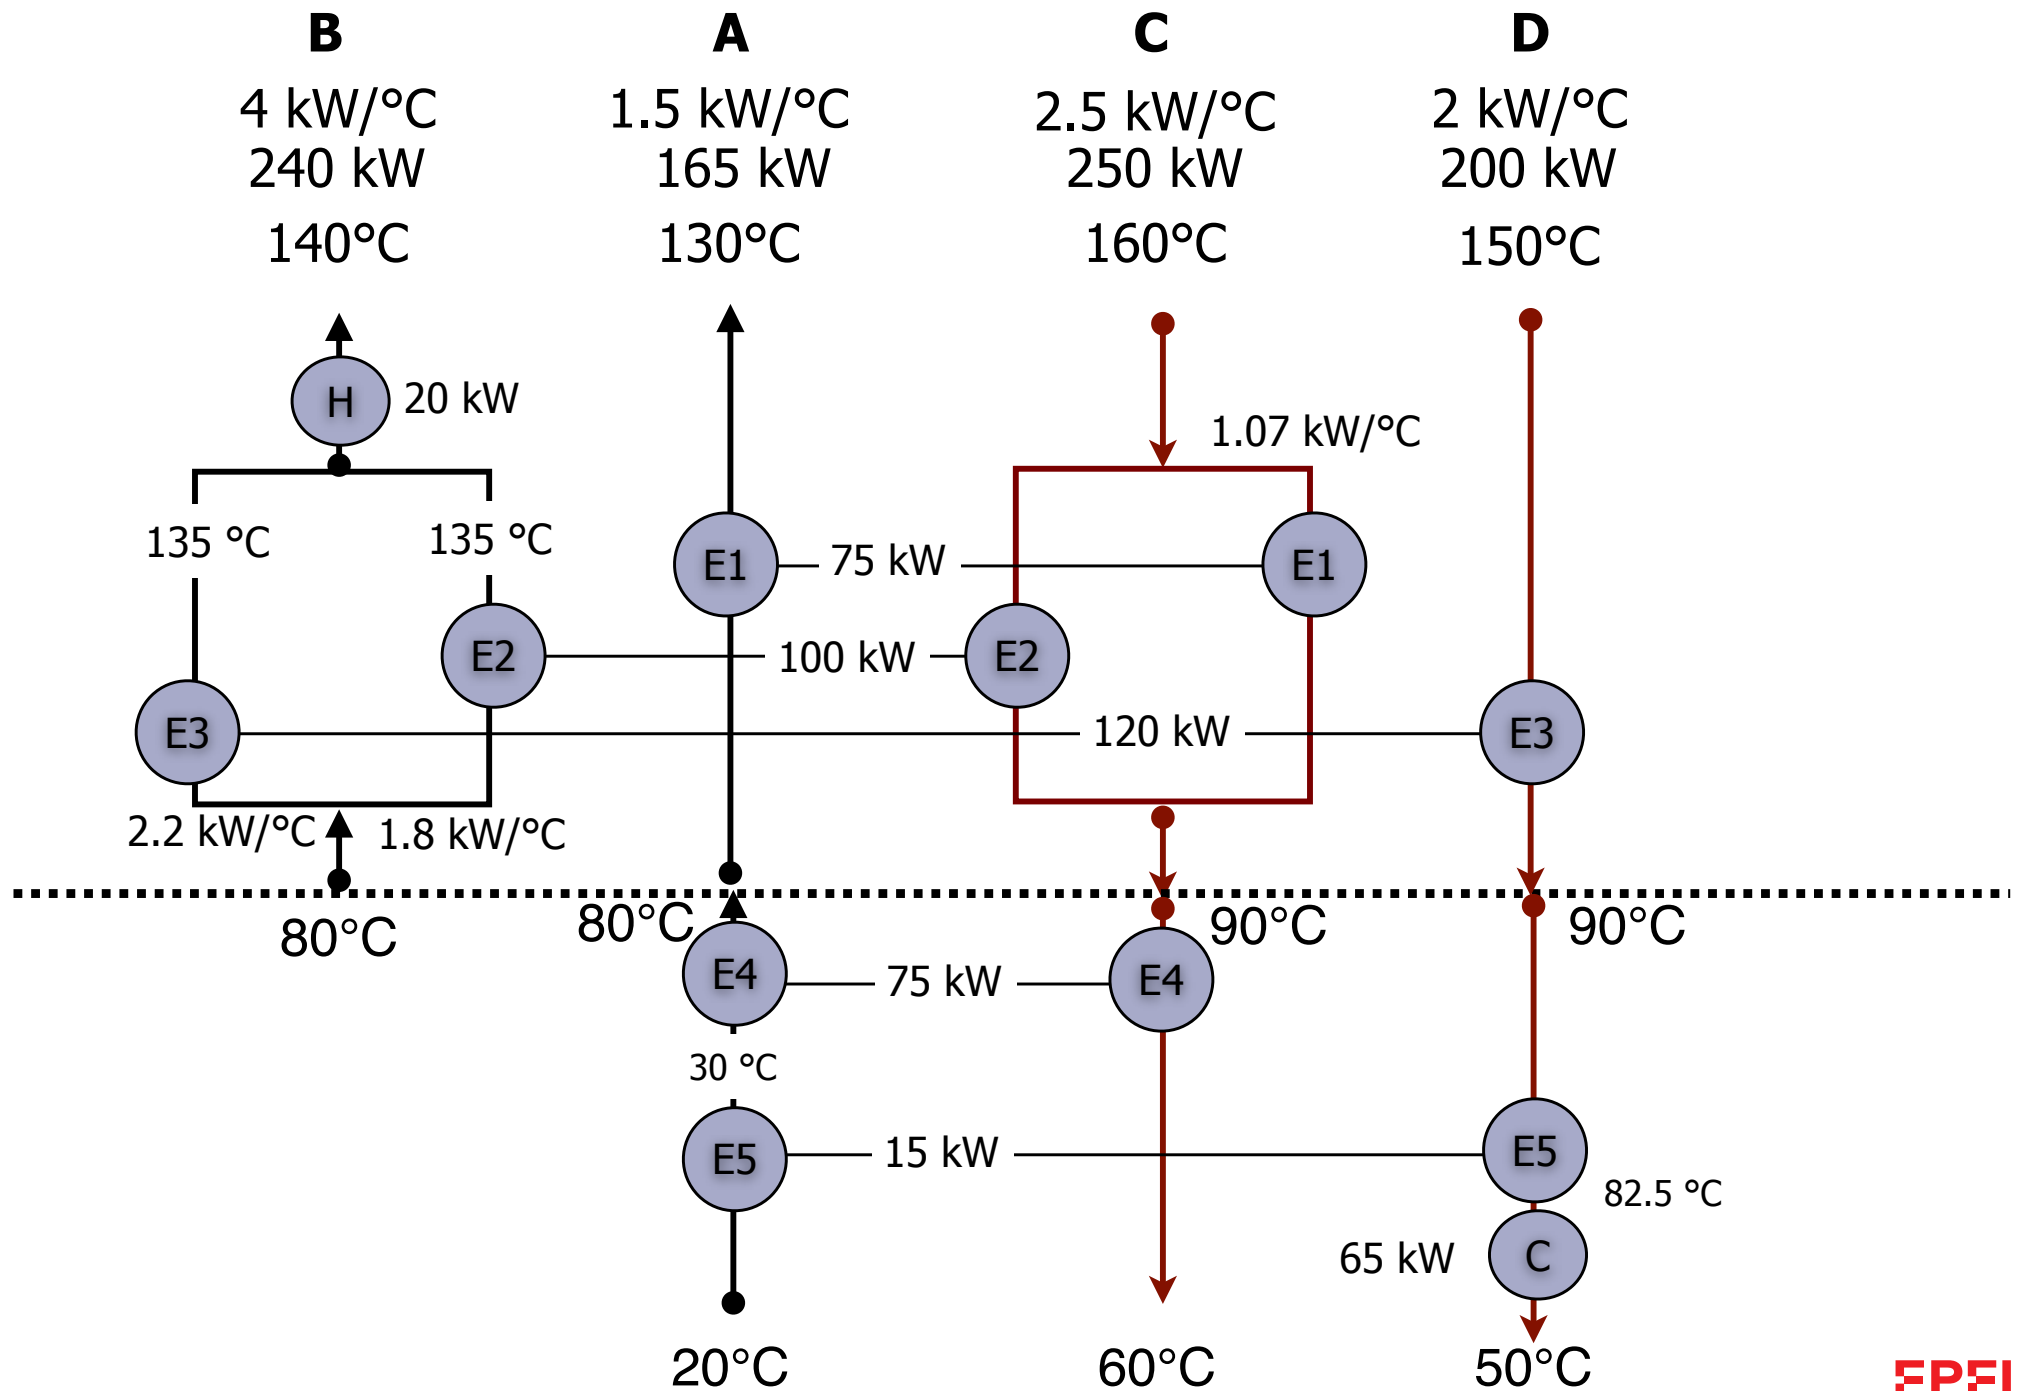 B A C D
4 kW/°C 1.5 kW/°C 2.5 kW/°C 2 kW/°C
240 kW 165 kW 250 kW 200 kW
140°C 130°C 160°C 150°C
H 20 kW
1.07 kW/°C
135 °C 135 °C
E1 75 kW E1
E2 100 kW E2
E3 120 kW E3
2.2 kW/°C 1.8 kW/°C
80°C 80°C 90°C 90°C
E4 75 kW E4
30 °C
E5 15 kW E5
82.5 °C
65 kW C
20°C 60°C 50°C
EPFL